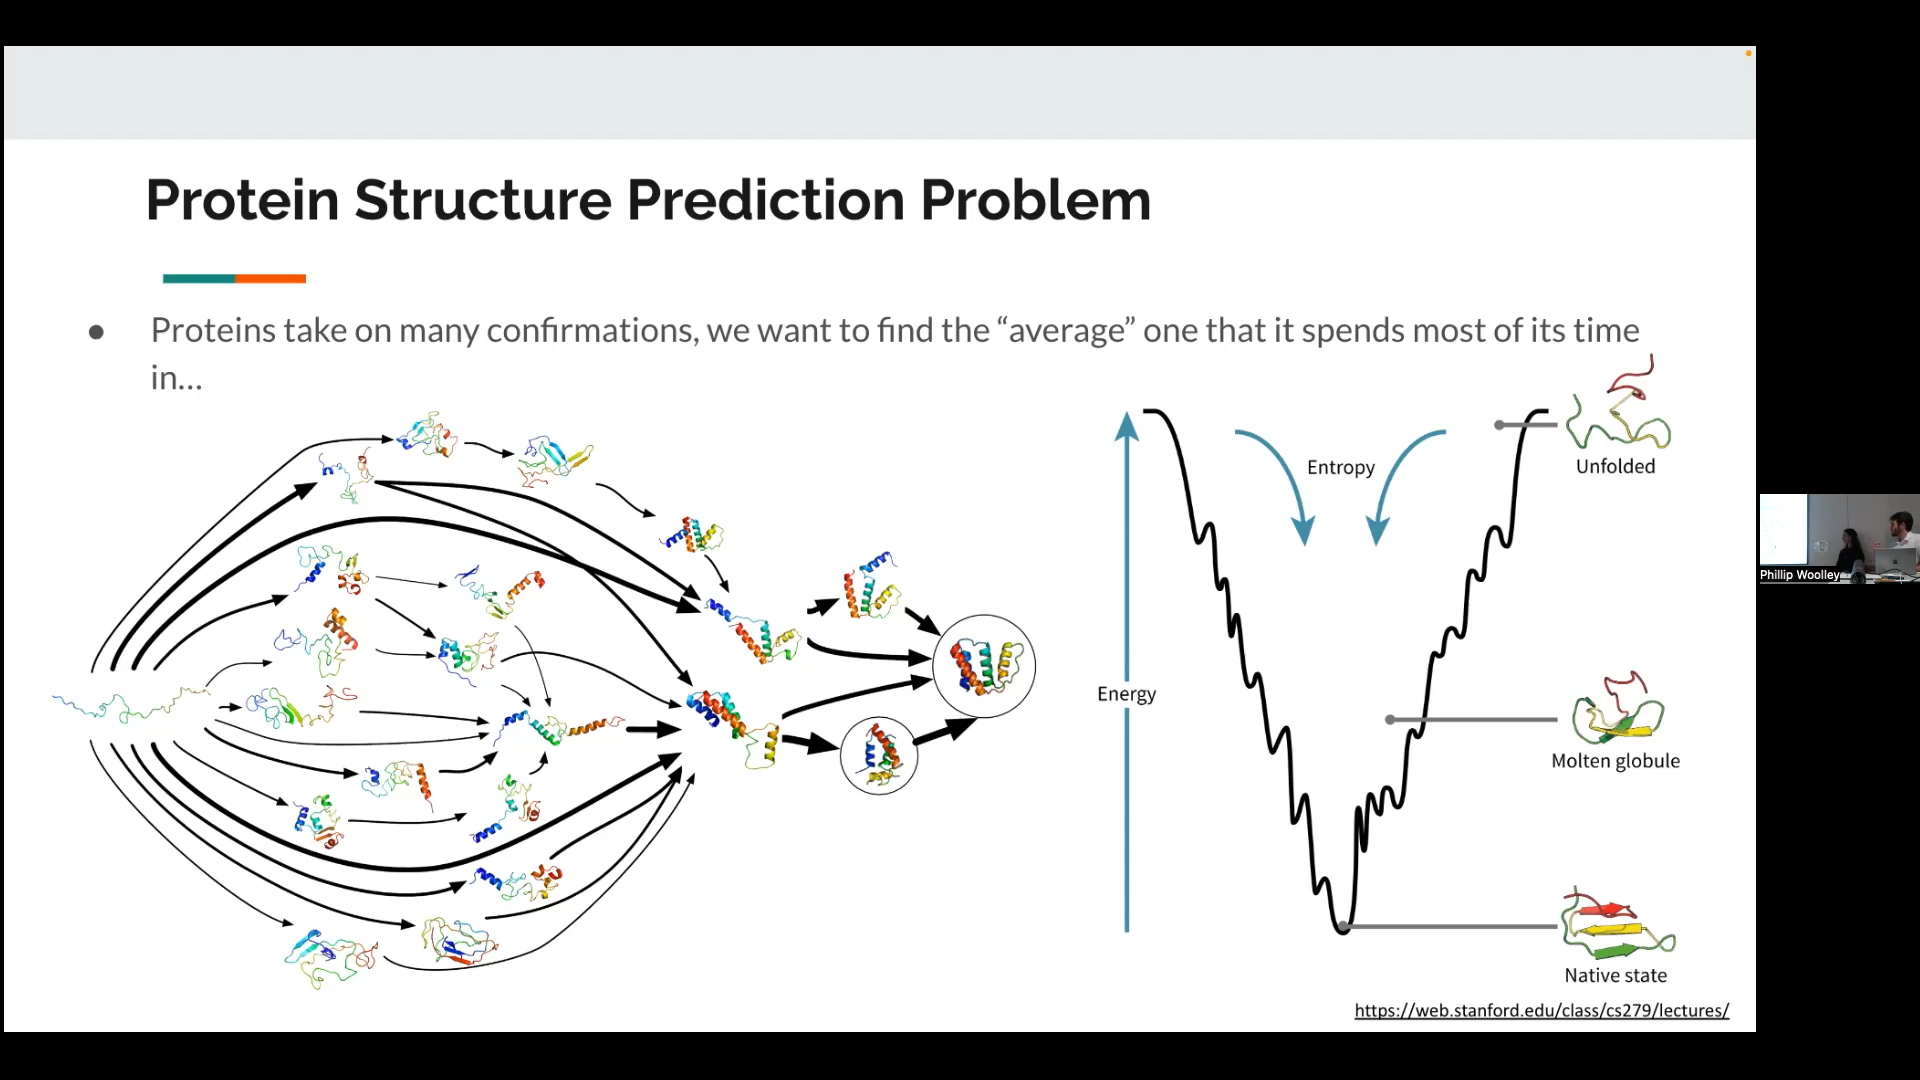 Protein Structure Prediction Problem
● Proteins take on many confirmations, we want to find the “average” one that it spends most of its time
in...
Entropy
Unfolded
Energy
Molten globule
Native state
https://web.stanford.edu/class/cs279/lectures/
Phillip Woolley